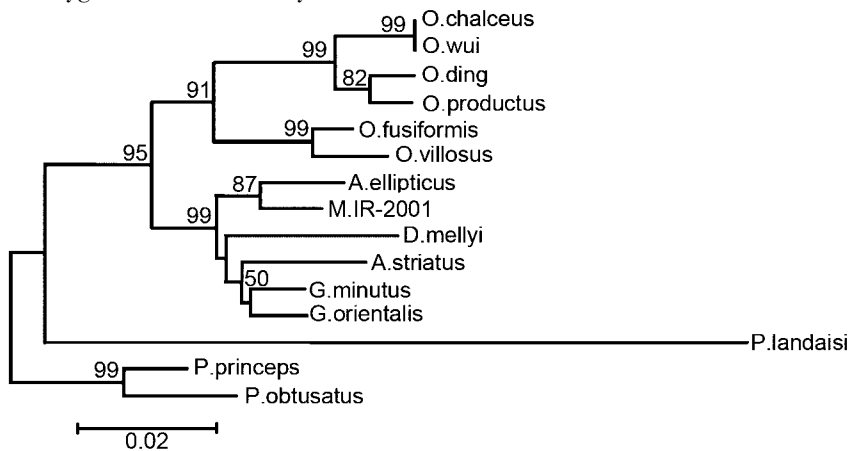 99
O.chalceus
O.wui
99
82
O.ding
O.productus
91
99
O.fusiformis
O.villosus
95
87
A.ellipticus
M.IR-2001
99
D.mellyi
A.striatus
50
G.minutus
G.orientalis
P.landaisi
99
P.princeps
P.obtusatus
0.02